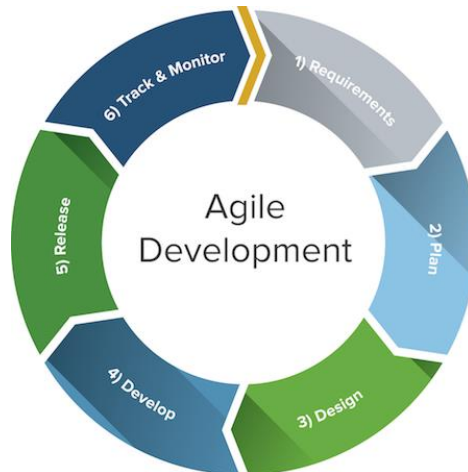 Agile
Development
1) Requirements
2) Plan
3) Design
4) Develop
5) Release
6) Track & Monitor